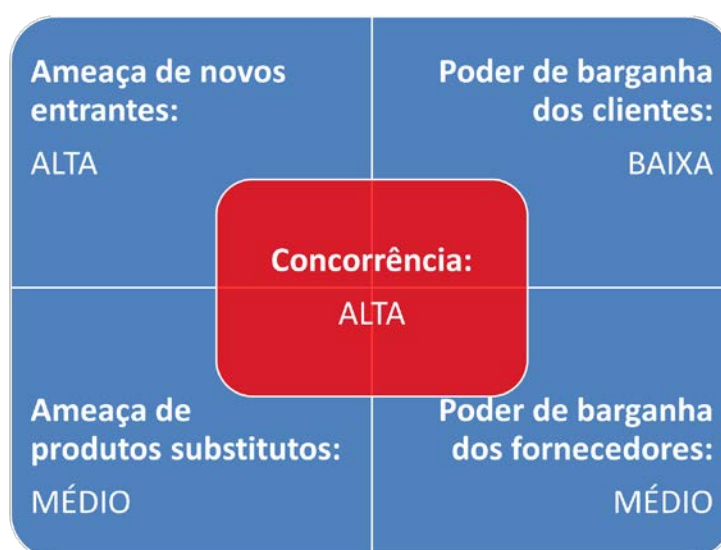 Ameaça de novos
entrantes:
ALTA
Poder de barganha
dos clientes:
BAIXA
Concorrência:
ALTA
Ameaça de
produtos substitutos:
MÉDIO
Poder de barganha
dos fornecedores:
MÉDIO